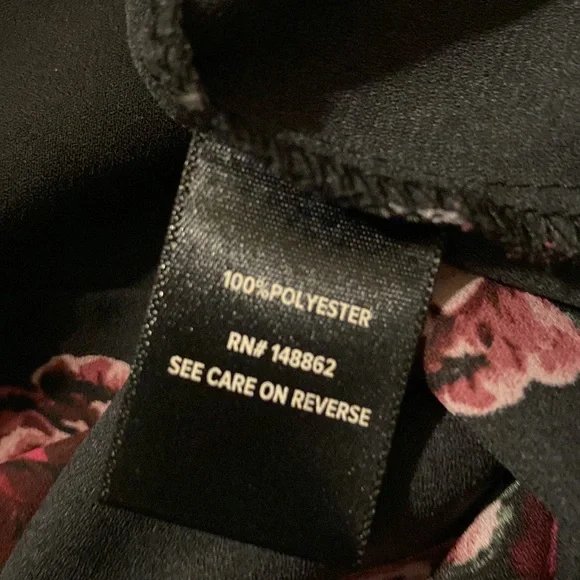 100%POLYESTER
RN# 148862
SEE CARE ON REVERSE